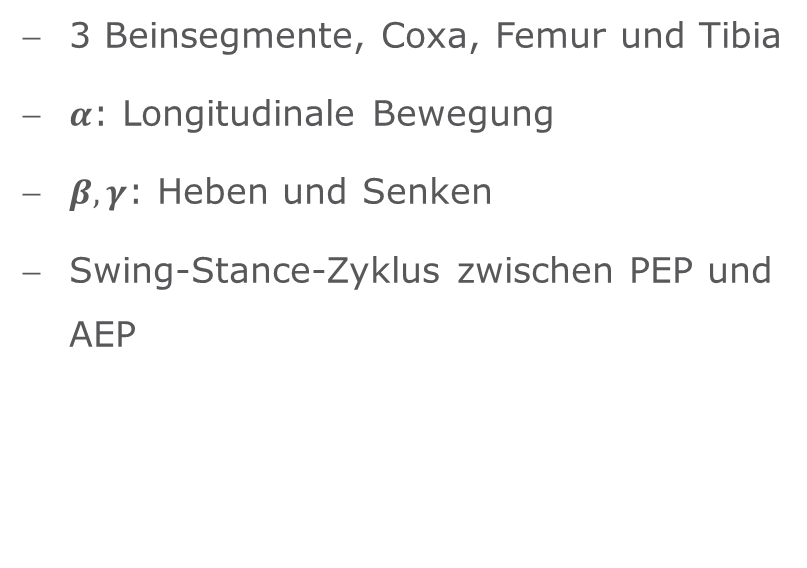 – 3 Beinsegmente, Coxa, Femur und Tibia
– α: Longitudinale Bewegung
– β,γ: Heben und Senken
– Swing-Stance-Zyklus zwischen PEP und
AEP